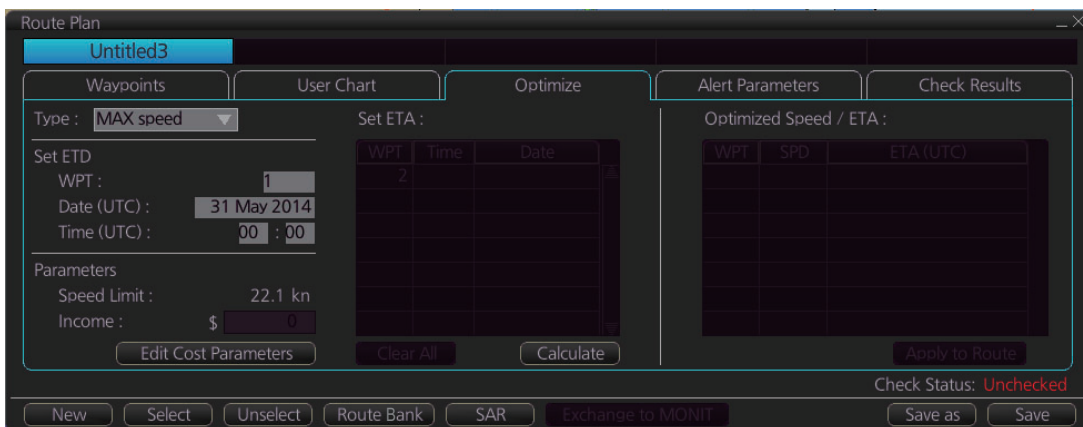 Route Plan
Untitled3
Waypoints User Chart Optimize Alert Parameters Check Results
Type : MAX speed
Set ETD
WPT : 1
Date (UTC) : 31 May 2014
Time (UTC) : 00 : 00
Parameters
Speed Limit : 22.1 kn
Income : $ 0
Edit Cost Parameters
Set ETA :
WPT Time Date
2
Clear All Calculate
Optimized Speed / ETA :
WPT SPD ETA (UTC)
Apply to Route
Check Status: Unchecked
New Select Unselect Route Bank SAR Exchange to MONIT Save as Save